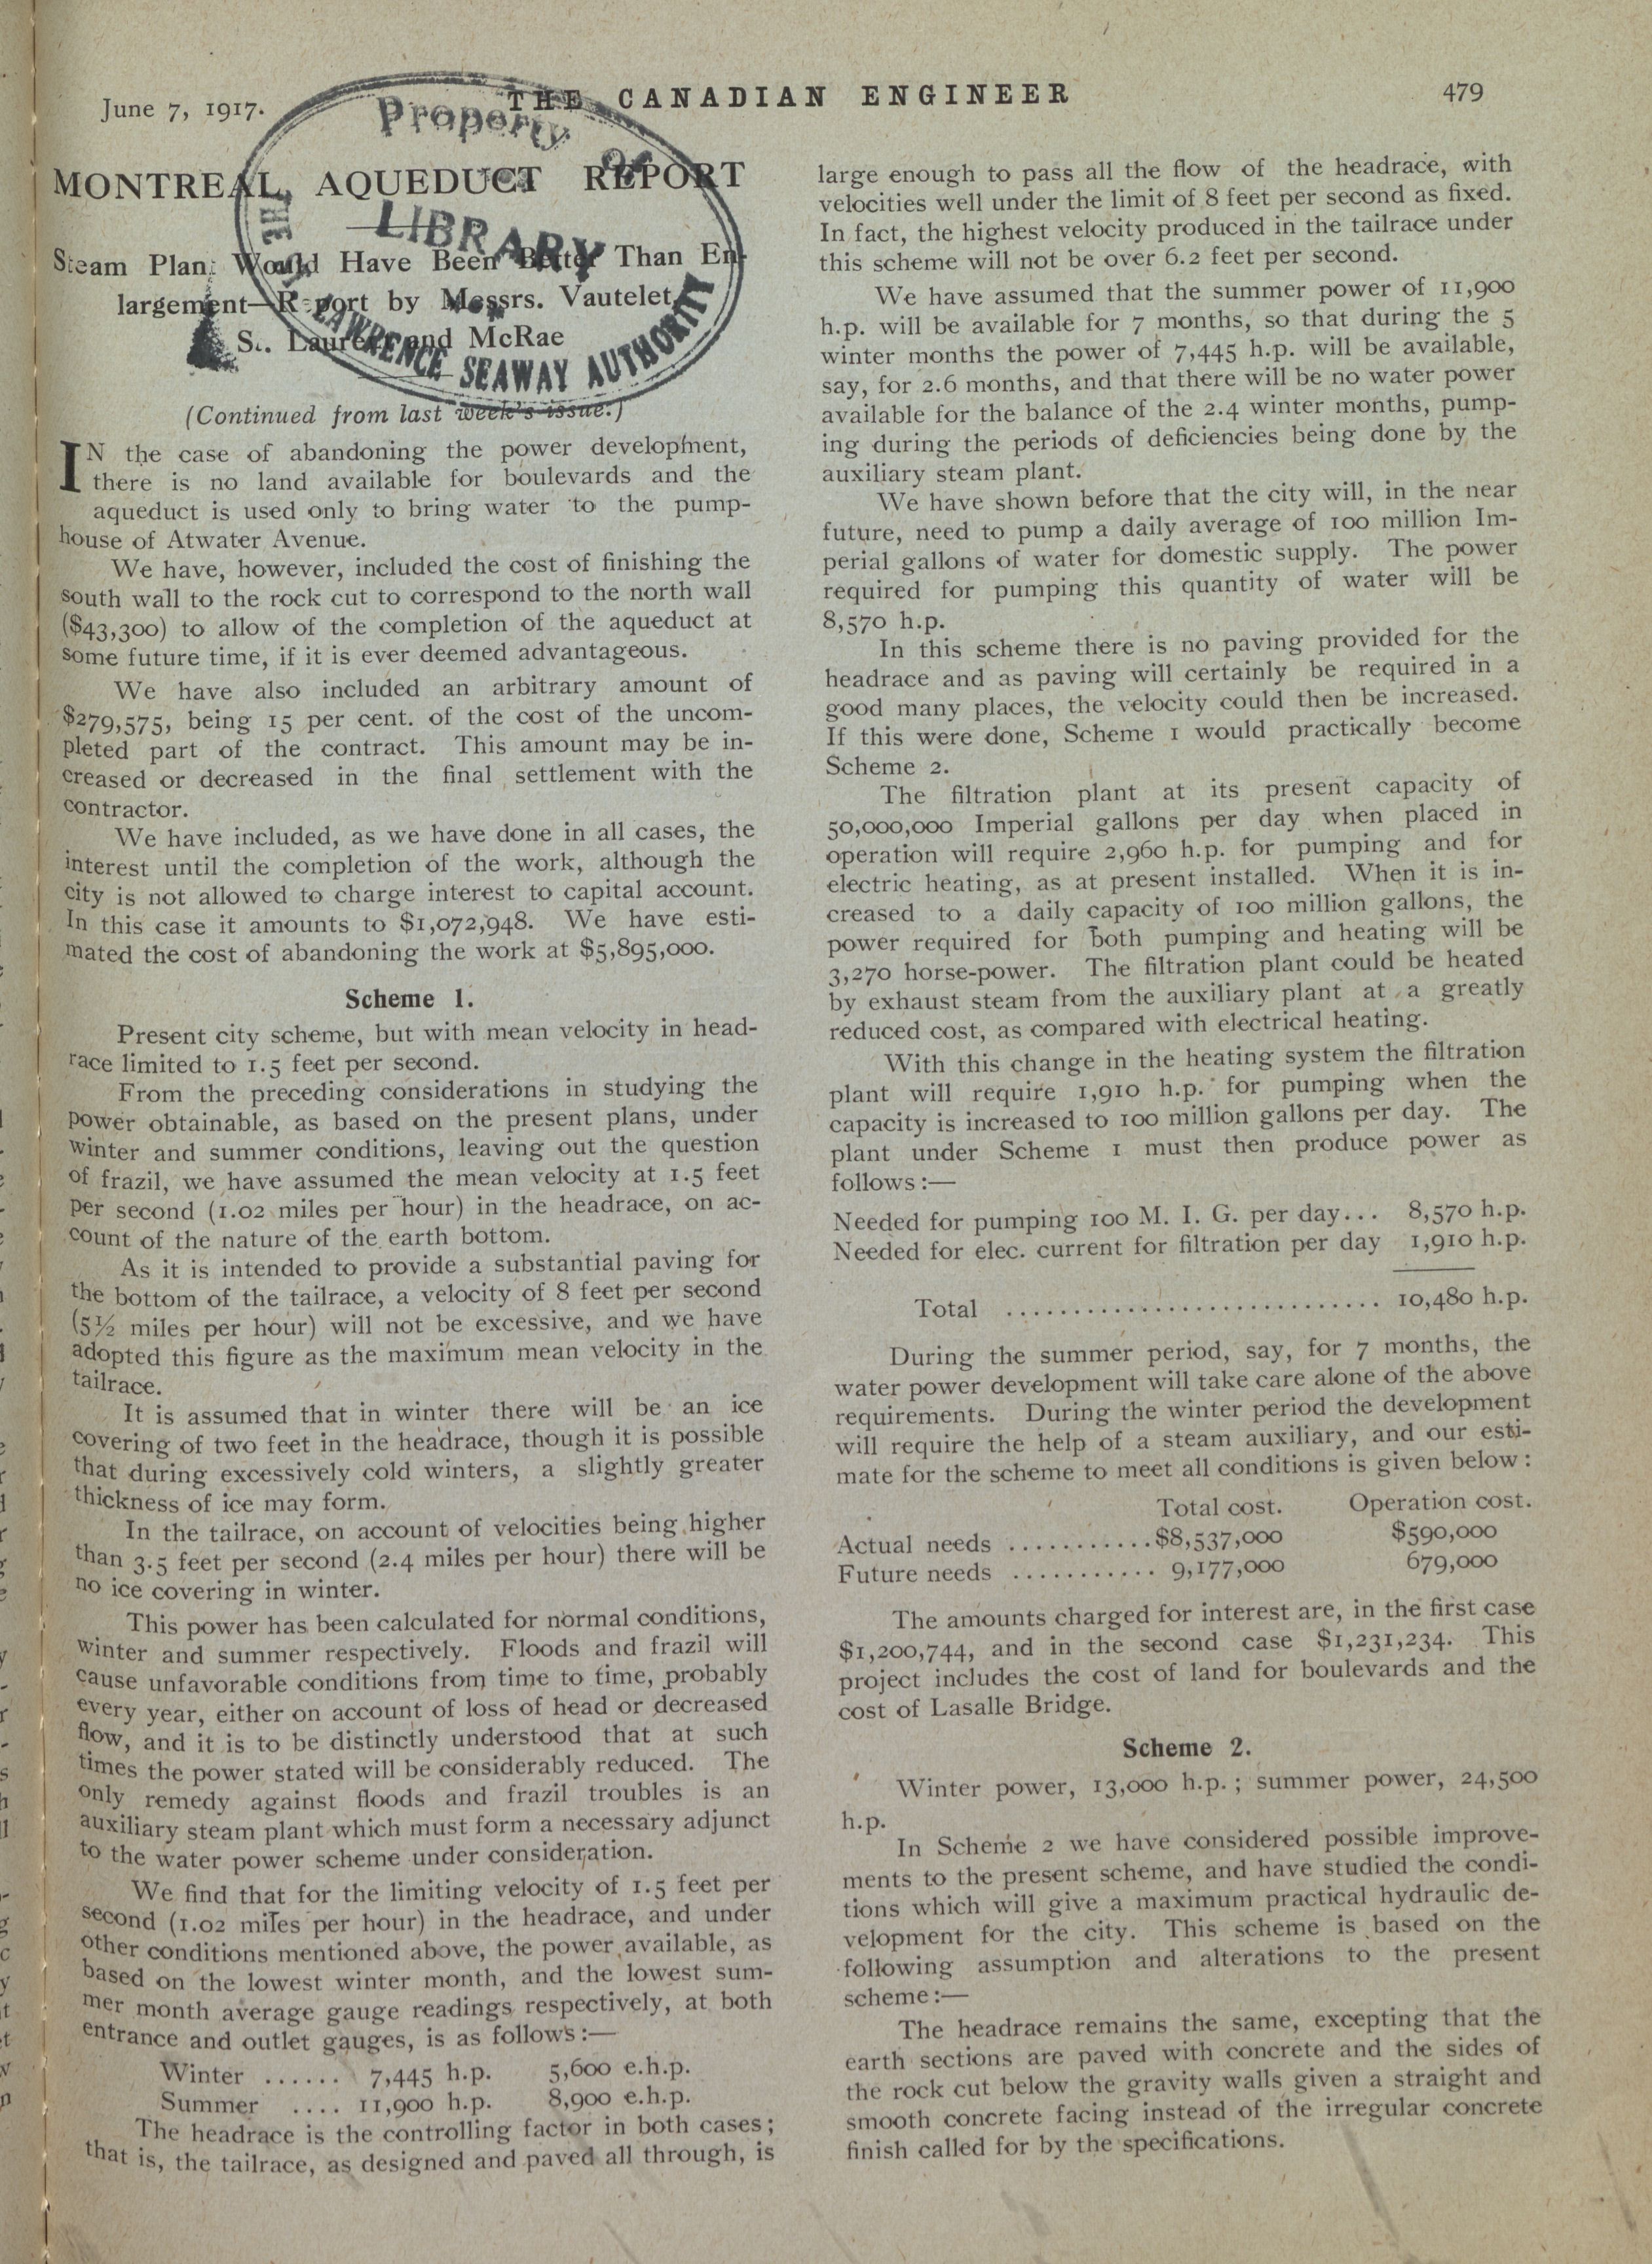 June 7, 1917.
THE CANADIAN ENGINEER
479
Property Of
THE
LIBRARY
LAWRENCE SEAWAY AUTHORITY
MONTREAL AQUEDUCT REPORT
Steam Plant Would Have Been Better Than En-
largement—Report by Messrs. Vautelet,
St. Laurent and McRae
(Continued from last week's issue.)
IN the case of abandoning the power development,
there is no land available for boulevards and the
aqueduct is used only to bring water to the pump-
house of Atwater Avenue.
We have, however, included the cost of finishing the
south wall to the rock cut to correspond to the north wall
($43,300) to allow of the completion of the aqueduct at
some future time, if it is ever deemed advantageous.
We have also included an arbitrary amount of
$279,575, being 15 per cent. of the cost of the uncom-
pleted part of the contract. This amount may be in-
creased or decreased in the final settlement with the
contractor.
We have included, as we have done in all cases, the
interest until the completion of the work, although the
city is not allowed to charge interest to capital account.
In this case it amounts to $1,072,948. We have esti-
mated the cost of abandoning the work at $5,895,000.
Scheme 1.
Present city scheme, but with mean velocity in head-
race limited to 1.5 feet per second.
From the preceding considerations in studying the
power obtainable, as based on the present plans, under
winter and summer conditions, leaving out the question
of frazil, we have assumed the mean velocity at 1.5 feet
per second (1.02 miles per hour) in the headrace, on ac-
count of the nature of the earth bottom.
As it is intended to provide a substantial paving for
the bottom of the tailrace, a velocity of 8 feet per second
(5½ miles per hour) will not be excessive, and we have
adopted this figure as the maximum mean velocity in the
tailrace.
It is assumed that in winter there will be an ice
covering of two feet in the headrace, though it is possible
that during excessively cold winters, a slightly greater
thickness of ice may form.
In the tailrace, on account of velocities being higher
than 3.5 feet per second (2.4 miles per hour) there will be
no ice covering in winter.
This power has been calculated for normal conditions,
winter and summer respectively. Floods and frazil will
cause unfavorable conditions from time to time, probably
every year, either on account of loss of head or decreased
flow, and it is to be distinctly understood that at such
times the power stated will be considerably reduced. The
only remedy against floods and frazil troubles is an
auxiliary steam plant which must form a necessary adjunct
to the water power scheme under consideration.
We find that for the limiting velocity of 1.5 feet per
second (1.02 miles per hour) in the headrace, and under
other conditions mentioned above, the power available, as
based on the lowest winter month, and the lowest sum-
mer month average gauge readings respectively, at both
entrance and outlet gauges, is as follows:—
Winter ...... 7,445 h.p. 5,600 e.h.p.
Summer .... 11,900 h.p. 8,900 e.h.p.
The headrace is the controlling factor in both cases;
that is, the tailrace, as designed and paved all through, is
large enough to pass all the flow of the headrace, with
velocities well under the limit of 8 feet per second as fixed.
In fact, the highest velocity produced in the tailrace under
this scheme will not be over 6.2 feet per second.
We have assumed that the summer power of 11,900
h.p. will be available for 7 months, so that during the 5
winter months the power of 7,445 h.p. will be available,
say, for 2.6 months, and that there will be no water power
available for the balance of the 2.4 winter months, pump-
ing during the periods of deficiencies being done by the
auxiliary steam plant.
We have shown before that the city will, in the near
future, need to pump a daily average of 100 million Im-
perial gallons of water for domestic supply. The power
required for pumping this quantity of water will be
8,570 h.p.
In this scheme there is no paving provided for the
headrace and as paving will certainly be required in a
good many places, the velocity could then be increased.
If this were done, Scheme 1 would practically become
Scheme 2.
The filtration plant at its present capacity of
50,000,000 Imperial gallons per day when placed in
operation will require 2,960 h.p. for pumping and for
electric heating, as at present installed. When it is in-
creased to a daily capacity of 100 million gallons, the
power required for both pumping and heating will be
3,270 horse-power. The filtration plant could be heated
by exhaust steam from the auxiliary plant at a greatly
reduced cost, as compared with electrical heating.
With this change in the heating system the filtration
plant will require 1,910 h.p. for pumping when the
capacity is increased to 100 million gallons per day. The
plant under Scheme 1 must then produce power as
follows:—
Needed for pumping 100 M. I. G. per day... 8,570 h.p.
Needed for elec. current for filtration per day 1,910 h.p.
Total ............................ 10,480 h.p.
During the summer period, say, for 7 months, the
water power development will take care alone of the above
requirements. During the winter period the development
will require the help of a steam auxiliary, and our esti-
mate for the scheme to meet all conditions is given below:
Total cost. Operation cost.
Actual needs ...........$8,537,000 $590,000
Future needs ........... 9,177,000 679,000
The amounts charged for interest are, in the first case
$1,200,744, and in the second case $1,231,234. This
project includes the cost of land for boulevards and the
cost of Lasalle Bridge.
Scheme 2.
Winter power, 13,000 h.p.; summer power, 24,500
h.p.
In Scheme 2 we have considered possible improve-
ments to the present scheme, and have studied the condi-
tions which will give a maximum practical hydraulic de-
velopment for the city. This scheme is based on the
following assumption and alterations to the present
scheme:—
The headrace remains the same, excepting that the
earth sections are paved with concrete and the sides of
the rock cut below the gravity walls given a straight and
smooth concrete facing instead of the irregular concrete
finish called for by the specifications.